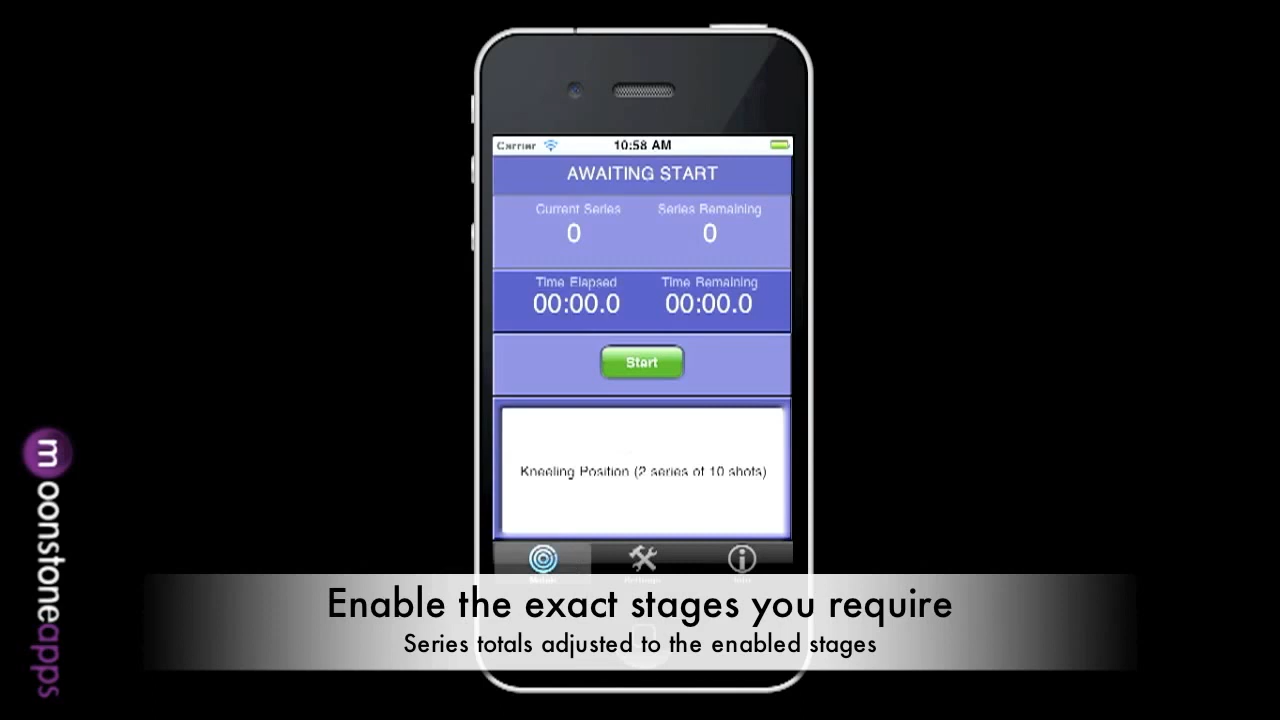 Carrier 10:58 AM
AWAITING START
Current Series Series Remaining
0 0
Time Elapsed Time Remaining
00:00.0 00:00.0
Start
Kneeling Position (2 series of 10 shots)
Enable the exact stages you require
Series totals adjusted to the enabled stages
moonstoneapps